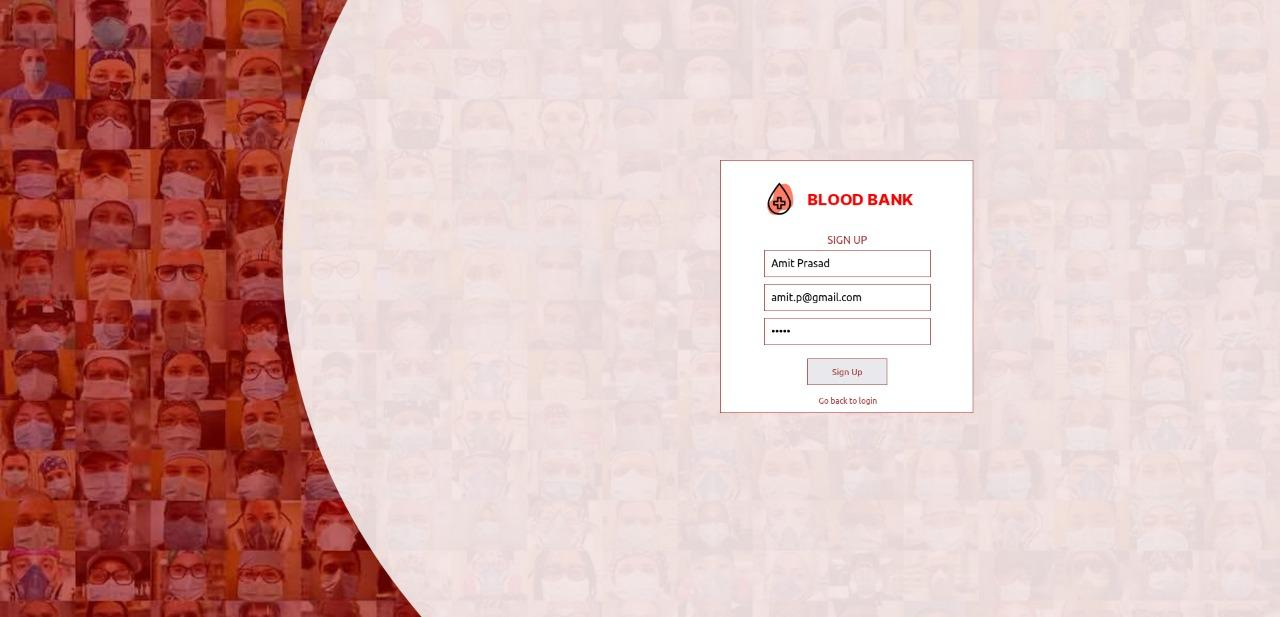 BLOOD BANK
SIGN UP
Amit Prasad
amit.p@gmail.com
•••••
Sign Up
Go back to login